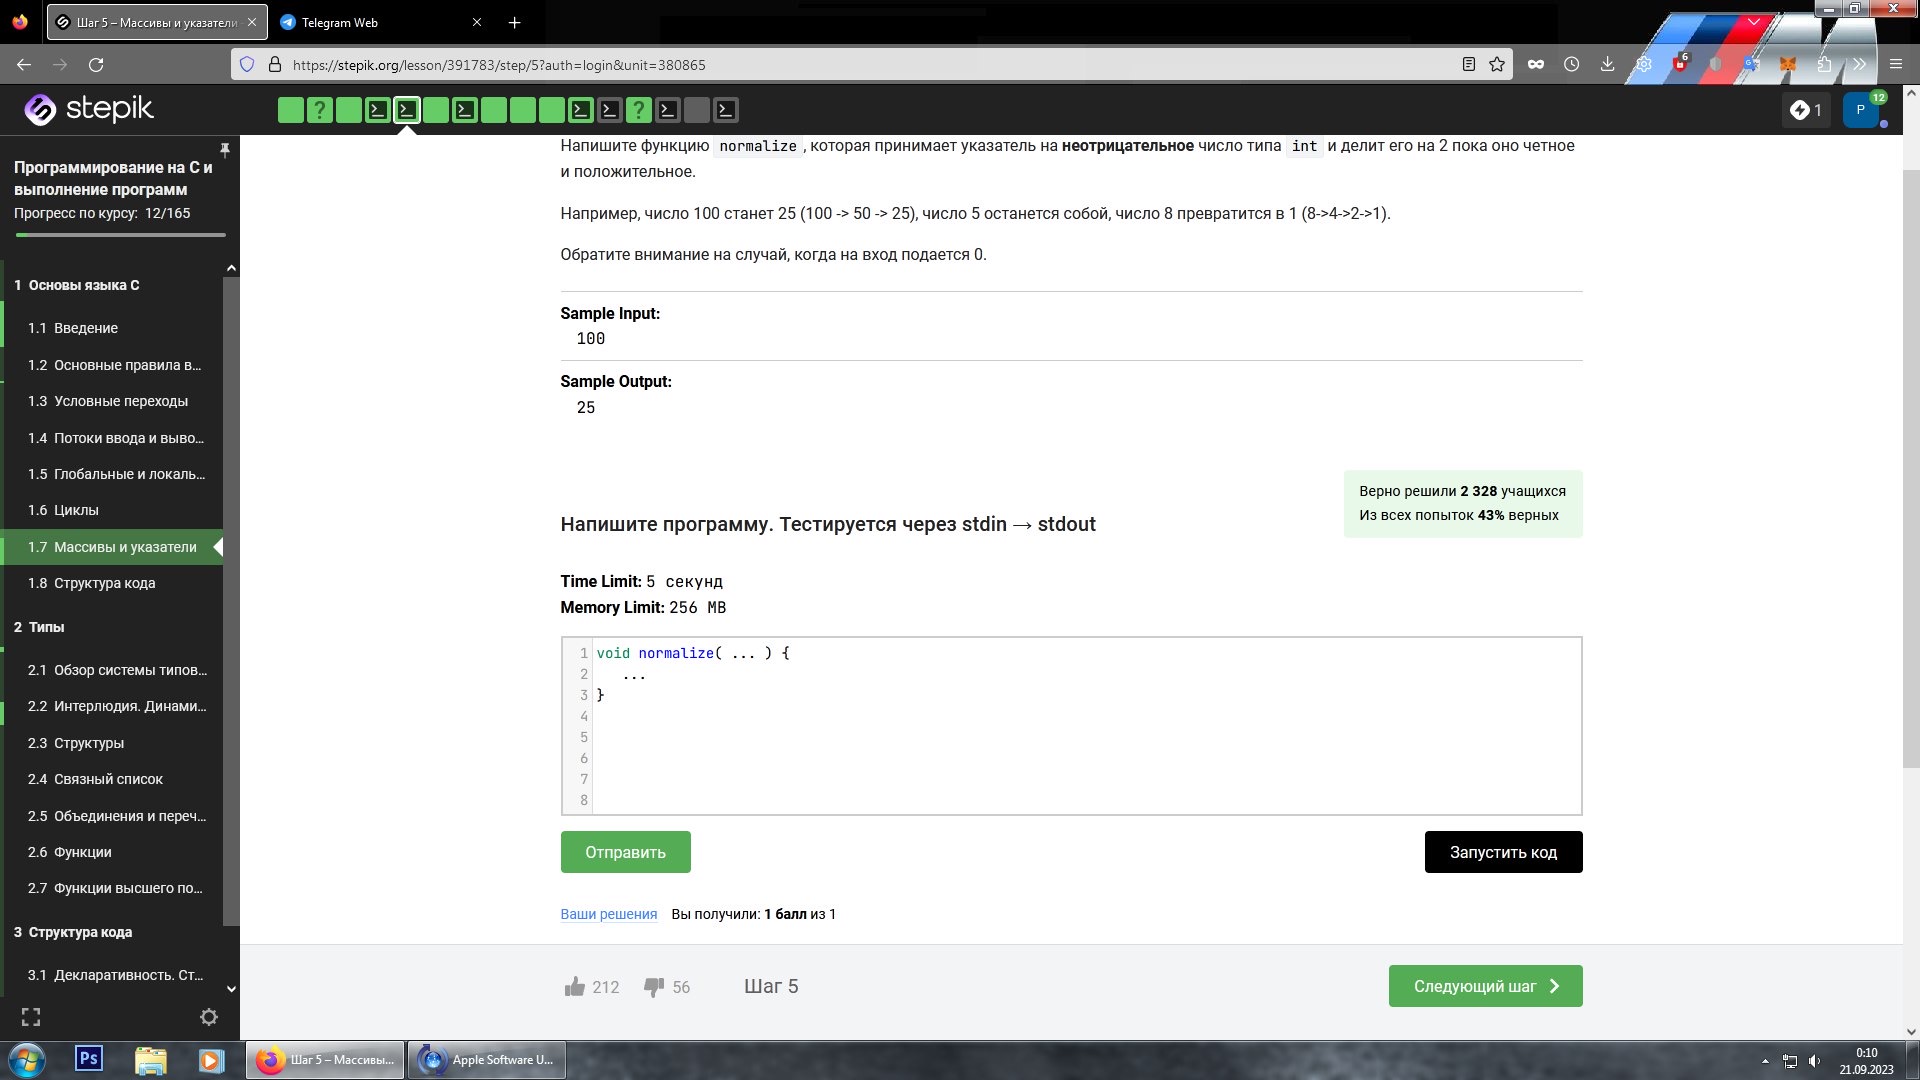 Шаг 5 – Массивы и указатели
Telegram Web
https://stepik.org/lesson/391783/step/5?auth=login&unit=380865
6
stepik
1
P
12
Программирование на C и
выполнение программ
Прогресс по курсу: 12/165
1 Основы языка C
1.1 Введение
1.2 Основные правила в...
1.3 Условные переходы
1.4 Потоки ввода и выво...
1.5 Глобальные и локаль...
1.6 Циклы
1.7 Массивы и указатели
1.8 Структура кода
2 Типы
2.1 Обзор системы типов...
2.2 Интерлюдия. Динами...
2.3 Структуры
2.4 Связный список
2.5 Объединения и переч...
2.6 Функции
2.7 Функции высшего по...
3 Структура кода
3.1 Декларативность. Ст...
Напишите функцию normalize, которая принимает указатель на неотрицательное число типа int и делит его на 2 пока оно четное
и положительное.
Например, число 100 станет 25 (100 -> 50 -> 25), число 5 останется собой, число 8 превратится в 1 (8->4->2->1).
Обратите внимание на случай, когда на вход подается 0.
Sample Input:
100
Sample Output:
25
Верно решили 2 328 учащихся
Из всех попыток 43% верных
Напишите программу. Тестируется через stdin → stdout
Time Limit: 5 секунд
Memory Limit: 256 MB
1 void normalize( ... ) {
2 ...
3 }
4
5
6
7
8
Отправить
Запустить код
Ваши решения Вы получили: 1 балл из 1
212 56 Шаг 5
Следующий шаг
Ps
Шаг 5 – Массивы...
Apple Software U...
0:10
21.09.2023